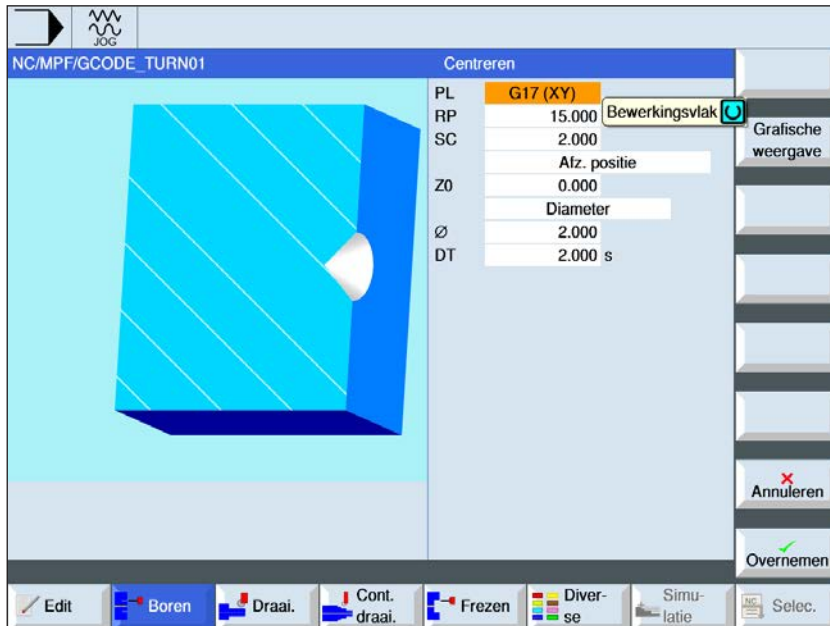 JOG
NC/MPF/GCODE_TURN01
Centreren
PL G17 (XY)
Bewerkingsvlak
RP 15.000
SC 2.000
Afz. positie
Z0 0.000
Diameter
Ø 2.000
DT 2.000 s
Grafische
weergave
Annuleren
Overnemen
Edit
Boren
Draai.
Cont.
draai.
Frezen
Diver-
se
Simu-
latie
NC
Selec.